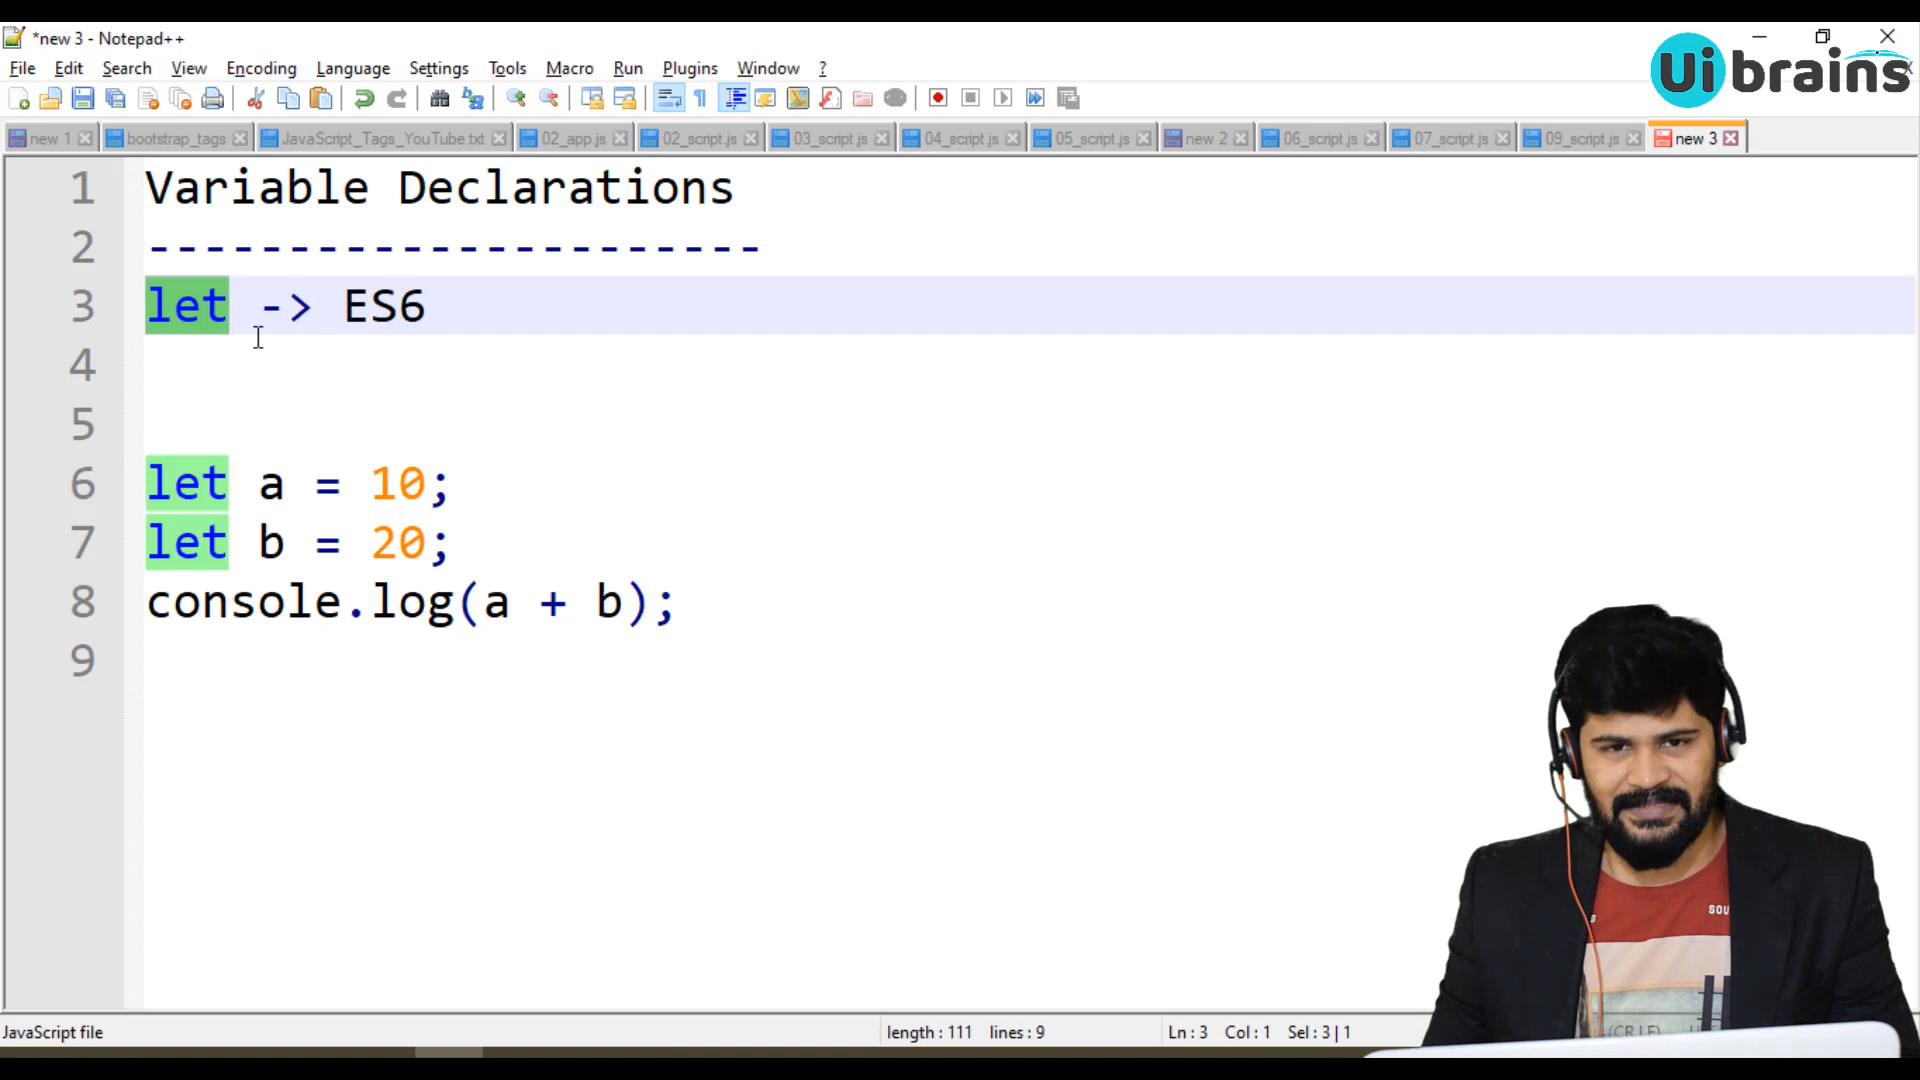 *new 3 - Notepad++
Ui brains
File Edit Search View Encoding Language Settings Tools Macro Run Plugins Window ?
new 1 bootstrap_tags JavaScript_Tags_YouTube.txt 02_app.js 02_script.js 03_script.js 04_script.js 05_script.js new 2 06_script.js 07_script.js 09_script.js new 3
1 Variable Declarations
2 ----------------------
3 let -> ES6
4
5
6 let a = 10;
7 let b = 20;
8 console.log(a + b);
9
SOU
JavaScript file length : 111 lines : 9 Ln : 3 Col : 1 Sel : 3 | 1